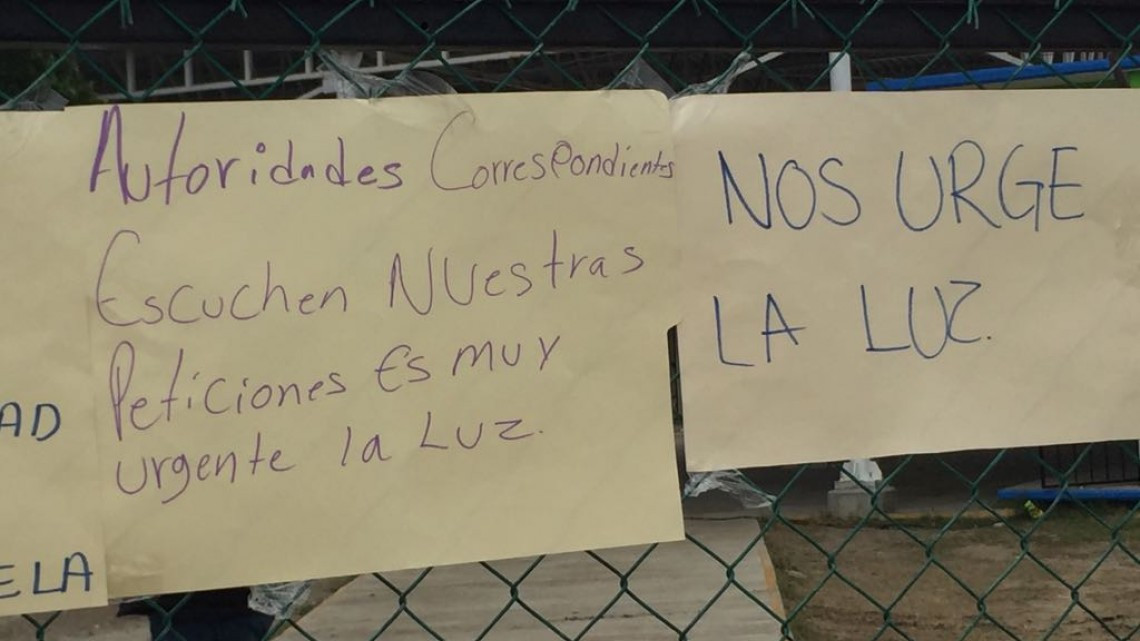 Autoridades Correspondientes
Escuchen Nuestras
Peticiones Es muy
urgente la Luz.
NOS URGE
LA LUZ.
AD
ELA